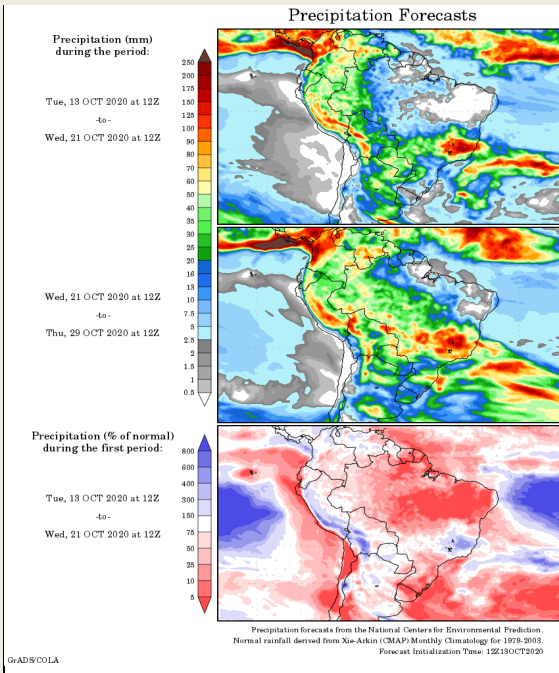 Precipitation Forecasts
Precipitation (mm)
during the period:
Tue, 13 OCT 2020 at 12Z
-to-
Wed, 21 OCT 2020 at 12Z
250
200
175
150
125
100
90
80
70
60
50
40
35
30
25
20
16
13
10
7.5
5
2.5
2
1.5
1
0.5
Wed, 21 OCT 2020 at 12Z
-to-
Thu, 29 OCT 2020 at 12Z
Precipitation (% of normal)
during the first period:
Tue, 13 OCT 2020 at 12Z
-to-
Wed, 21 OCT 2020 at 12Z
800
600
400
300
150
75
50
25
10
5
Precipitation forecasts from the National Centers for Environmental Prediction.
Normal rainfall derived from Xie-Arkin (CMAP) Monthly Climatology for 1979-2003.
Forecast Initialization Time: 12Z13OCT2020
GrADS/COLA